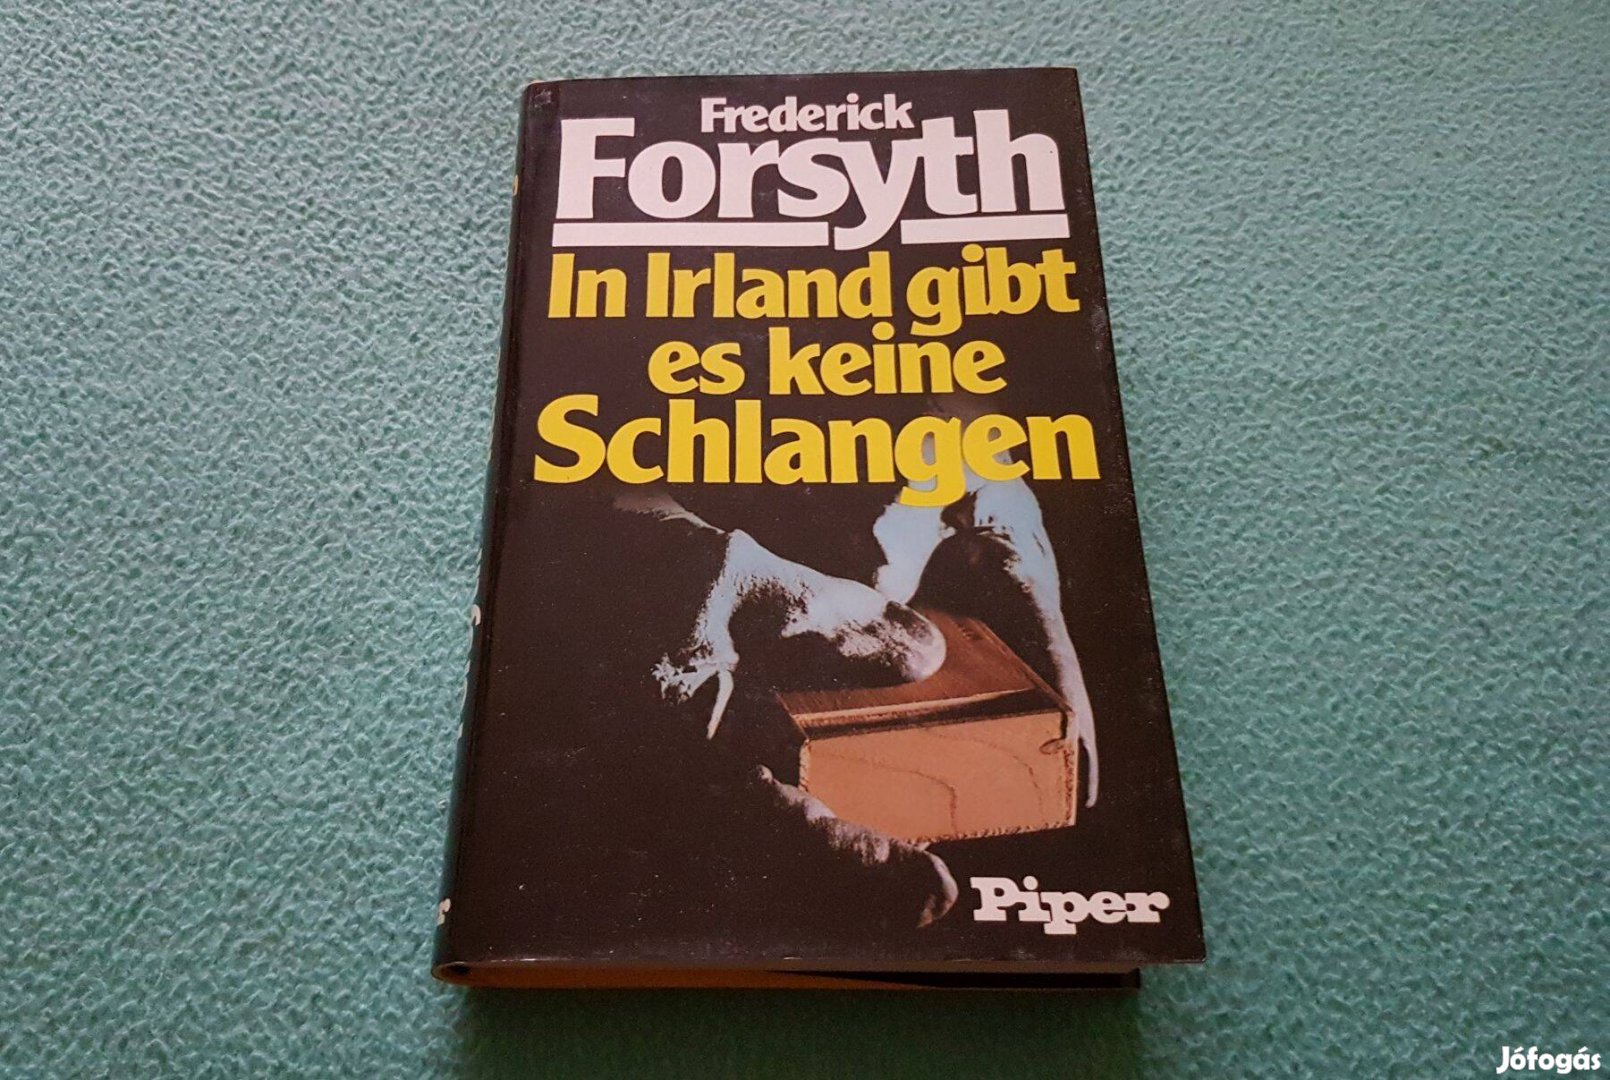 Frederick
Forsyth
In Irland gibt
es keine
Schlangen
Piper
Jófogás